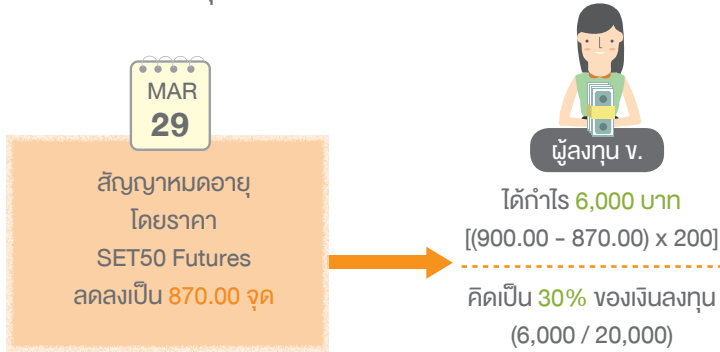 MAR
29
สัญญาหมดอายุ
โดยราคา
SET50 Futures
ลดลงเป็น 870.00 จุด
ผู้ลงทุน ข.
ได้กำไร 6,000 บาท
[(900.00 - 870.00) x 200]
คิดเป็น 30% ของเงินลงทุน
(6,000 / 20,000)